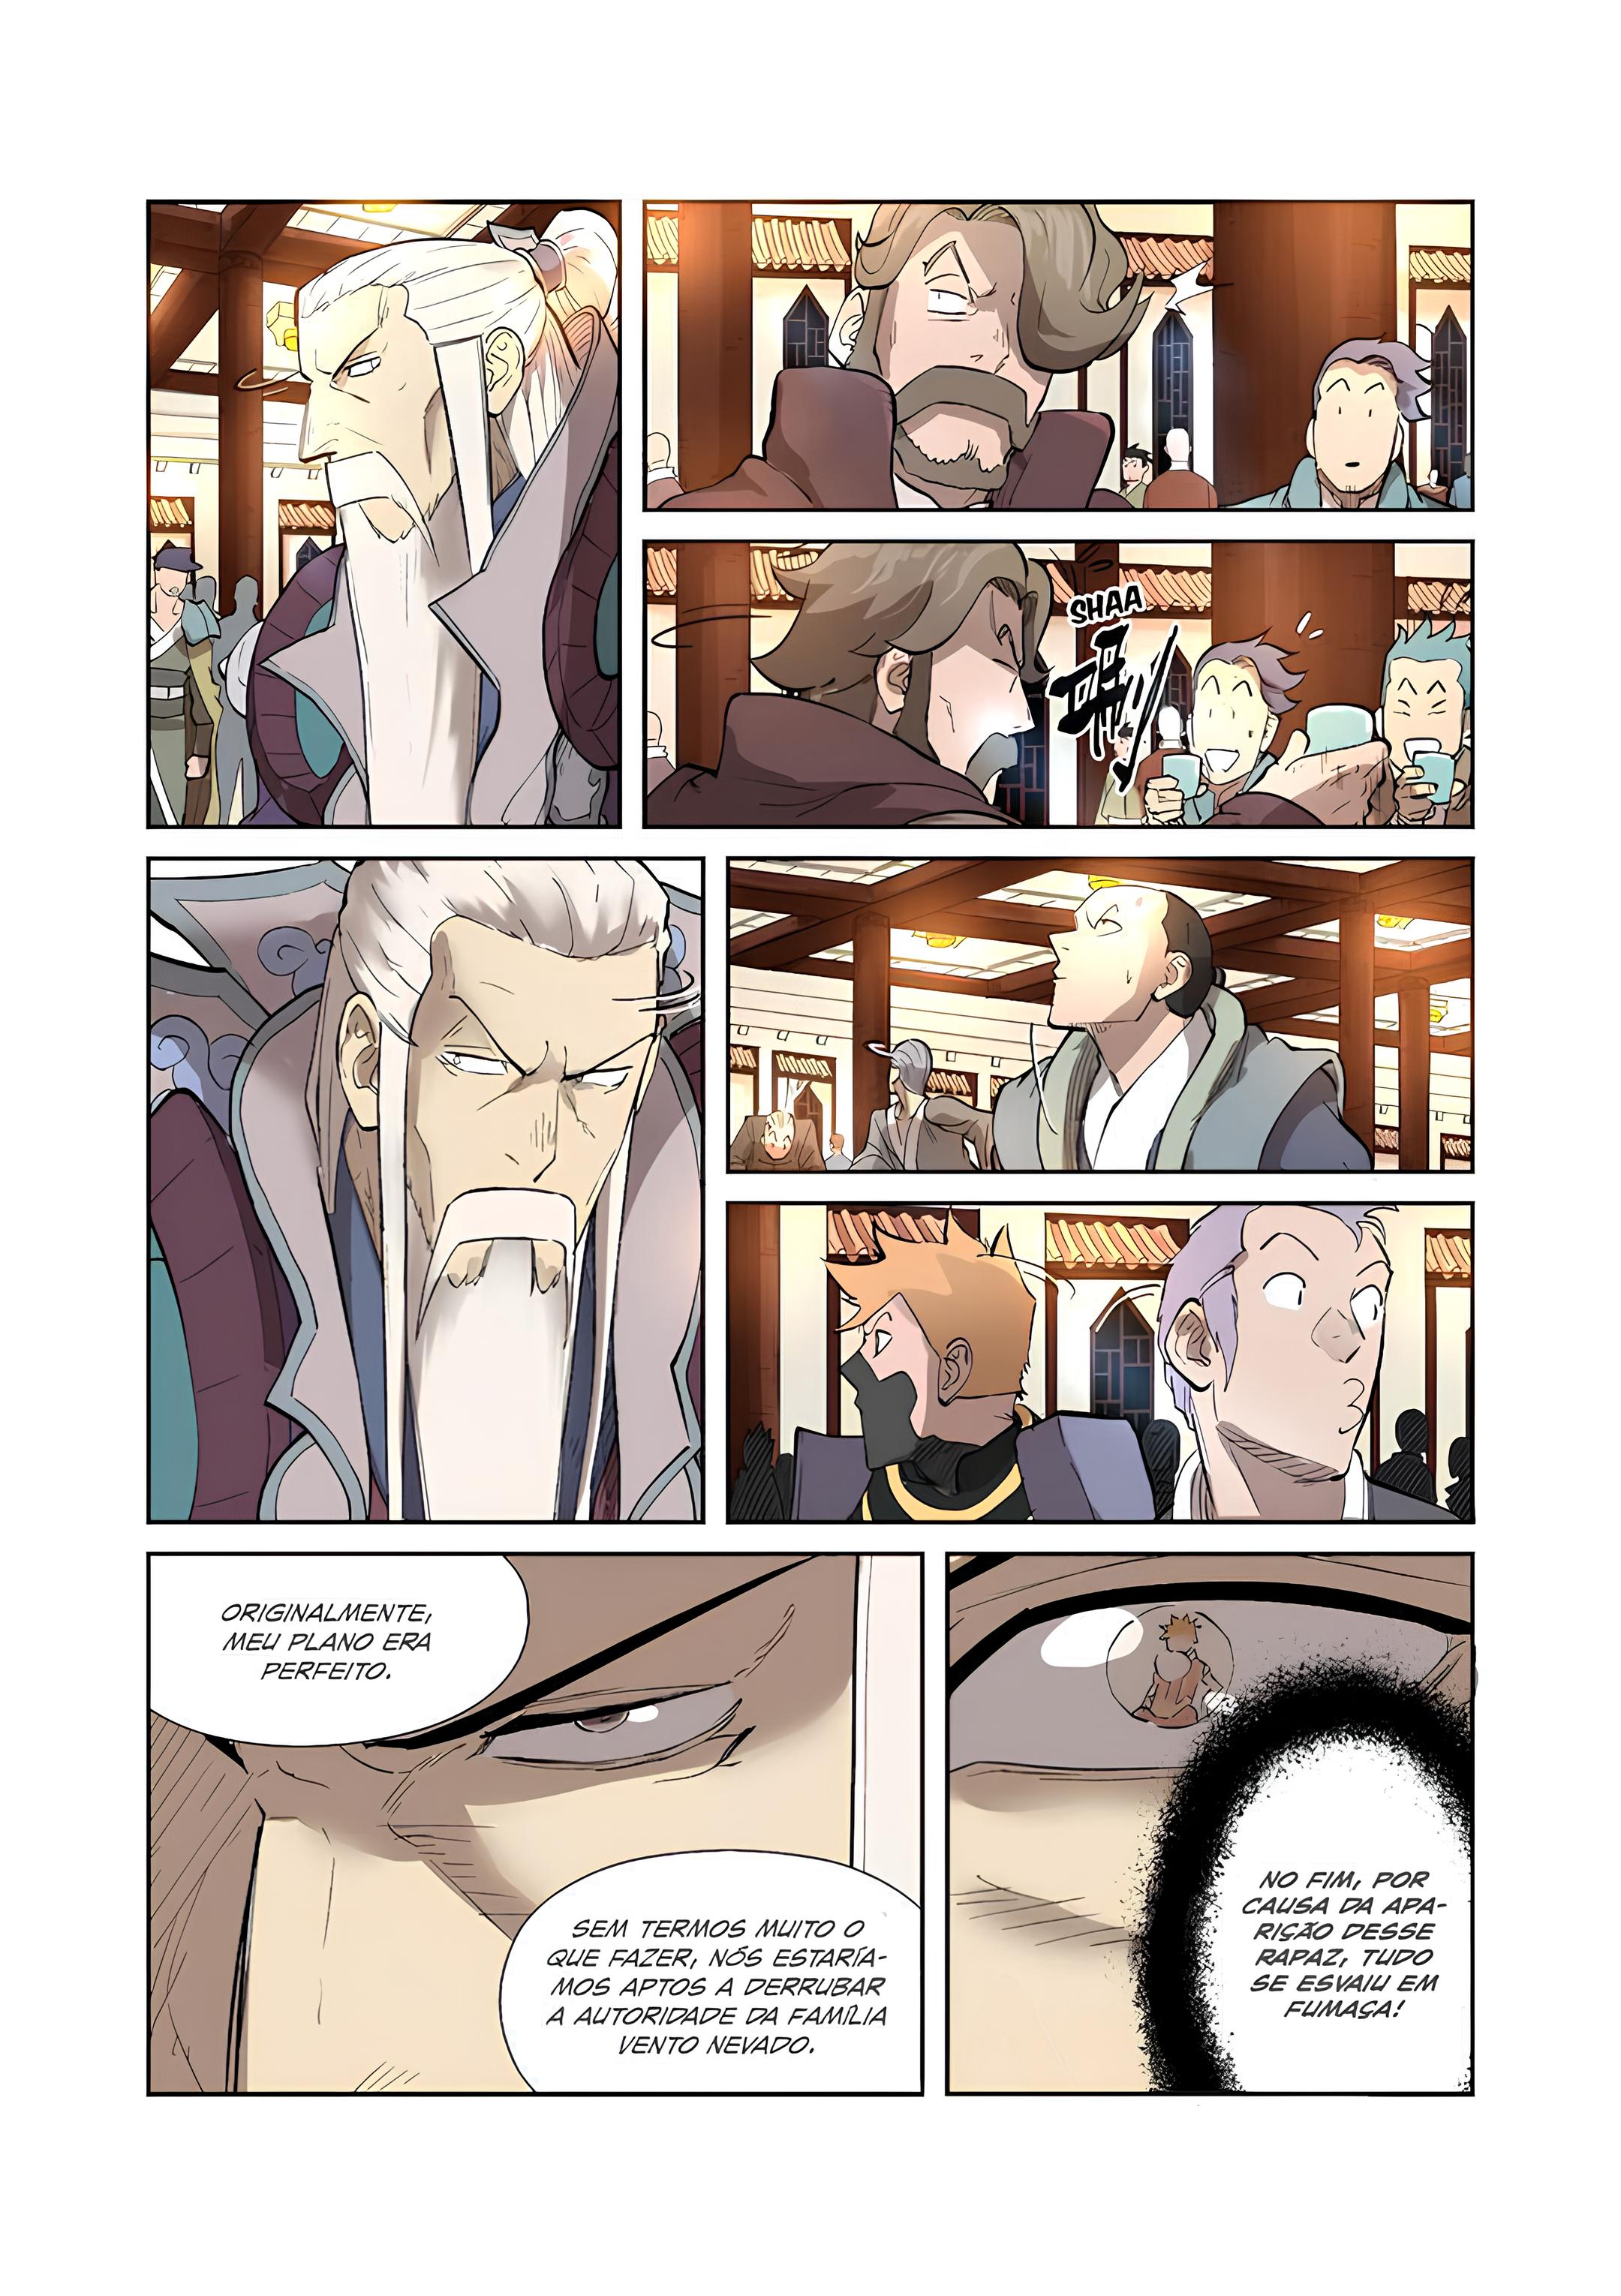 SHAA
唰
ORIGINALMENTE,
MEU PLANO ERA
PERFEITO.
SEM TERMOS MUITO O
QUE FAZER, NÓS ESTARÍA-
MOS APTOS A DERRUBAR
A AUTORIDADE DA FAMÍLIA
VENTO NEVADO.
NO FIM, POR
CAUSA DA APA-
RIÇÃO DESSE
RAPAZ, TUDO
SE ESVAIU EM
FUMAÇA!